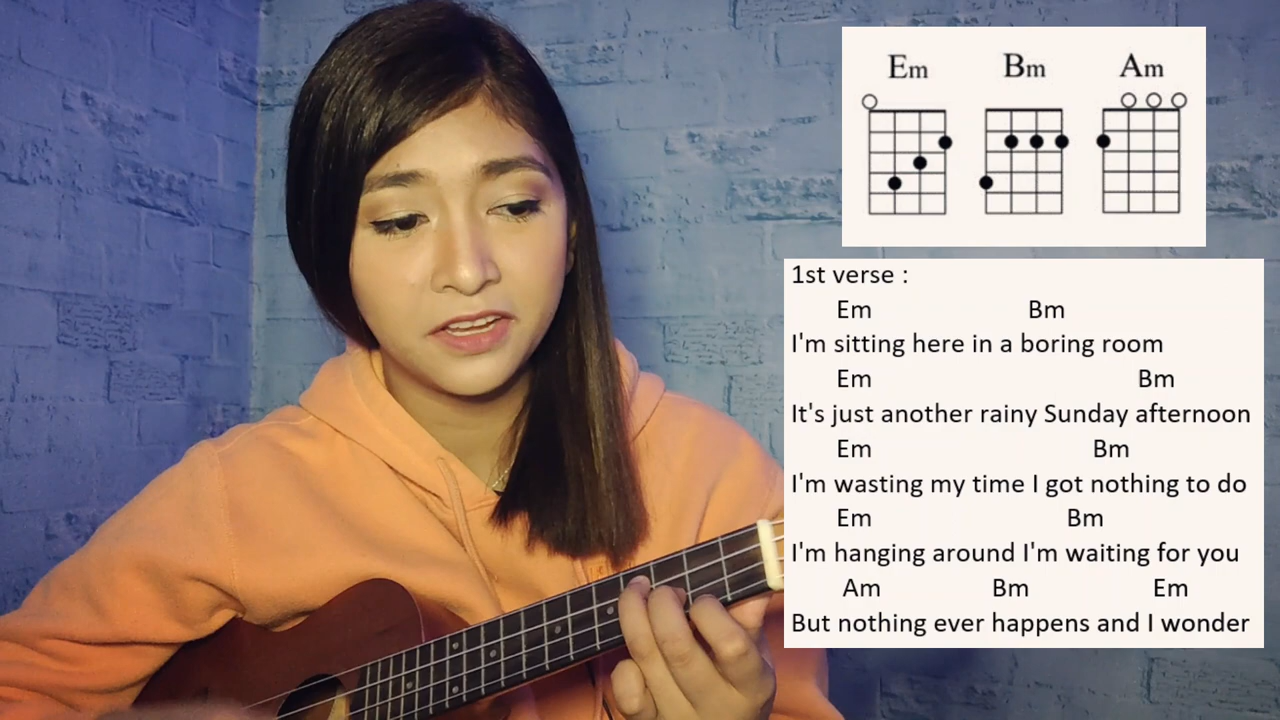 Em Bm Am
1st verse :
Em Bm
I'm sitting here in a boring room
Em Bm
It's just another rainy Sunday afternoon
Em Bm
I'm wasting my time I got nothing to do
Em Bm
I'm hanging around I'm waiting for you
Am Bm Em
But nothing ever happens and I wonder